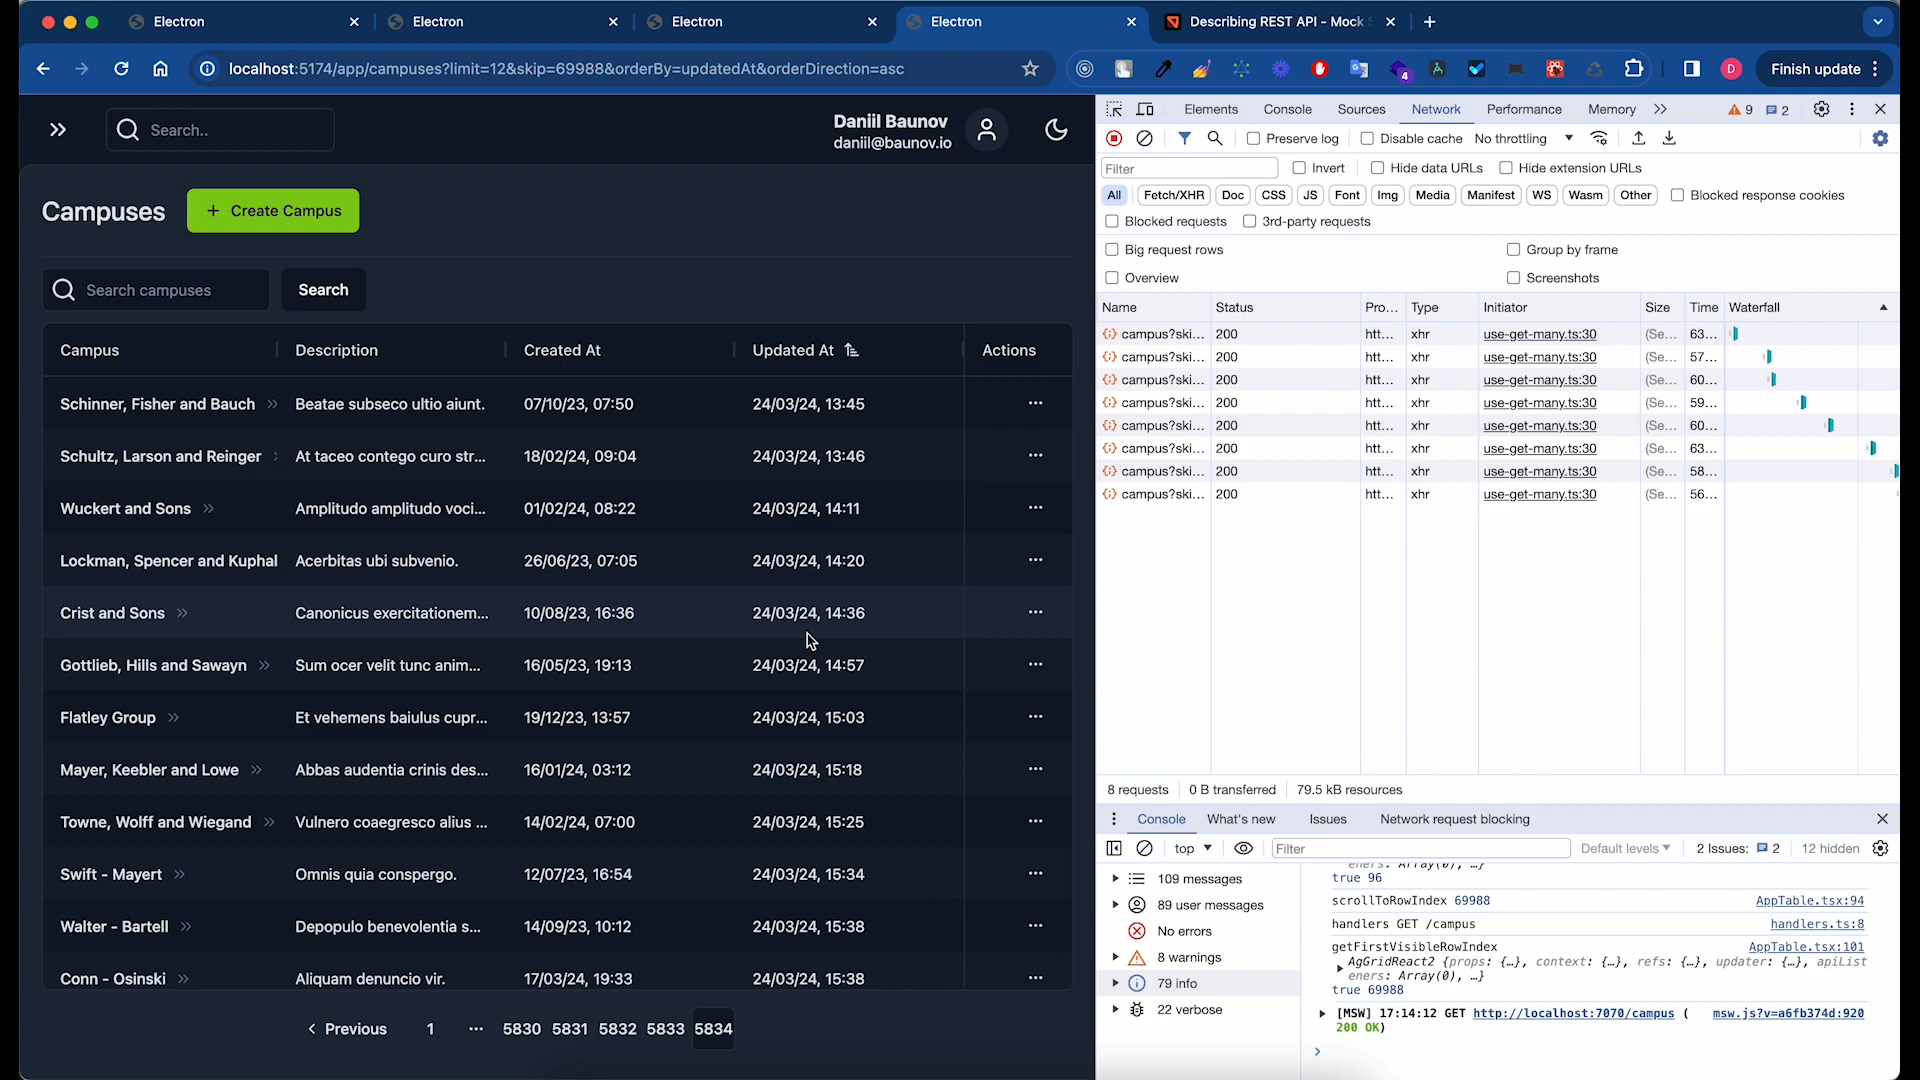 Electron
Electron
Electron
Electron
Describing REST API - Mock
localhost:5174/app/campuses?limit=12&skip=69988&orderBy=updatedAt&orderDirection=asc
4
D
Finish update
Search..
Daniil Baunov
daniil@baunov.io
Campuses
+ Create Campus
Search campuses
Search
Campus Description Created At Updated At Actions
Schinner, Fisher and Bauch » Beatae subseco ultio aiunt. 07/10/23, 07:50 24/03/24, 13:45 ···
Schultz, Larson and Reinger At taceo contego curo str... 18/02/24, 09:04 24/03/24, 13:46 ···
Wuckert and Sons » Amplitudo amplitudo voci... 01/02/24, 08:22 24/03/24, 14:11 ···
Lockman, Spencer and Kuphal Acerbitas ubi subvenio. 26/06/23, 07:05 24/03/24, 14:20 ···
Crist and Sons » Canonicus exercitationem... 10/08/23, 16:36 24/03/24, 14:36 ···
Gottlieb, Hills and Sawayn » Sum ocer velit tunc anim... 16/05/23, 19:13 24/03/24, 14:57 ···
Flatley Group » Et vehemens baiulus cupr... 19/12/23, 13:57 24/03/24, 15:03 ···
Mayer, Keebler and Lowe » Abbas audentia crinis des... 16/01/24, 03:12 24/03/24, 15:18 ···
Towne, Wolff and Wiegand » Vulnero coaegresco alius ... 14/02/24, 07:00 24/03/24, 15:25 ···
Swift - Mayert » Omnis quia conspergo. 12/07/23, 16:54 24/03/24, 15:34 ···
Walter - Bartell » Depopulo benevolentia s... 14/09/23, 10:12 24/03/24, 15:38 ···
Conn - Osinski » Aliquam denuncio vir. 17/03/24, 19:33 24/03/24, 15:38 ···
< Previous 1 ··· 5830 5831 5832 5833 5834
Elements Console Sources Network Performance Memory » 9 2
Preserve log Disable cache No throttling
Filter Invert Hide data URLs Hide extension URLs
All Fetch/XHR Doc CSS JS Font Img Media Manifest WS Wasm Other Blocked response cookies
Blocked requests 3rd-party requests
Big request rows Group by frame
Overview Screenshots
Name Status Pro... Type Initiator Size Time Waterfall
campus?ski... 200 htt... xhr use-get-many.ts:30 (Se... 63...
campus?ski... 200 htt... xhr use-get-many.ts:30 (Se... 57...
campus?ski... 200 htt... xhr use-get-many.ts:30 (Se... 60...
campus?ski... 200 htt... xhr use-get-many.ts:30 (Se... 59...
campus?ski... 200 htt... xhr use-get-many.ts:30 (Se... 60...
campus?ski... 200 htt... xhr use-get-many.ts:30 (Se... 63...
campus?ski... 200 htt... xhr use-get-many.ts:30 (Se... 58...
campus?ski... 200 htt... xhr use-get-many.ts:30 (Se... 56...
8 requests 0 B transferred 79.5 kB resources
Console What's new Issues Network request blocking
top Filter Default levels 2 Issues: 2 12 hidden
109 messages
89 user messages
No errors
8 warnings
79 info
22 verbose
eners: Array(0), …}
true 96
scrollToRowIndex 69988 AppTable.tsx:94
handlers GET /campus handlers.ts:8
getFirstVisibleRowIndex AppTable.tsx:101
AgGridReact2 {props: {…}, context: {…}, refs: {…}, updater: {…}, apiList
eners: Array(0), …}
true 69988
[MSW] 17:14:12 GET http://localhost:7070/campus ( msw.js?v=a6fb374d:920
200 OK)